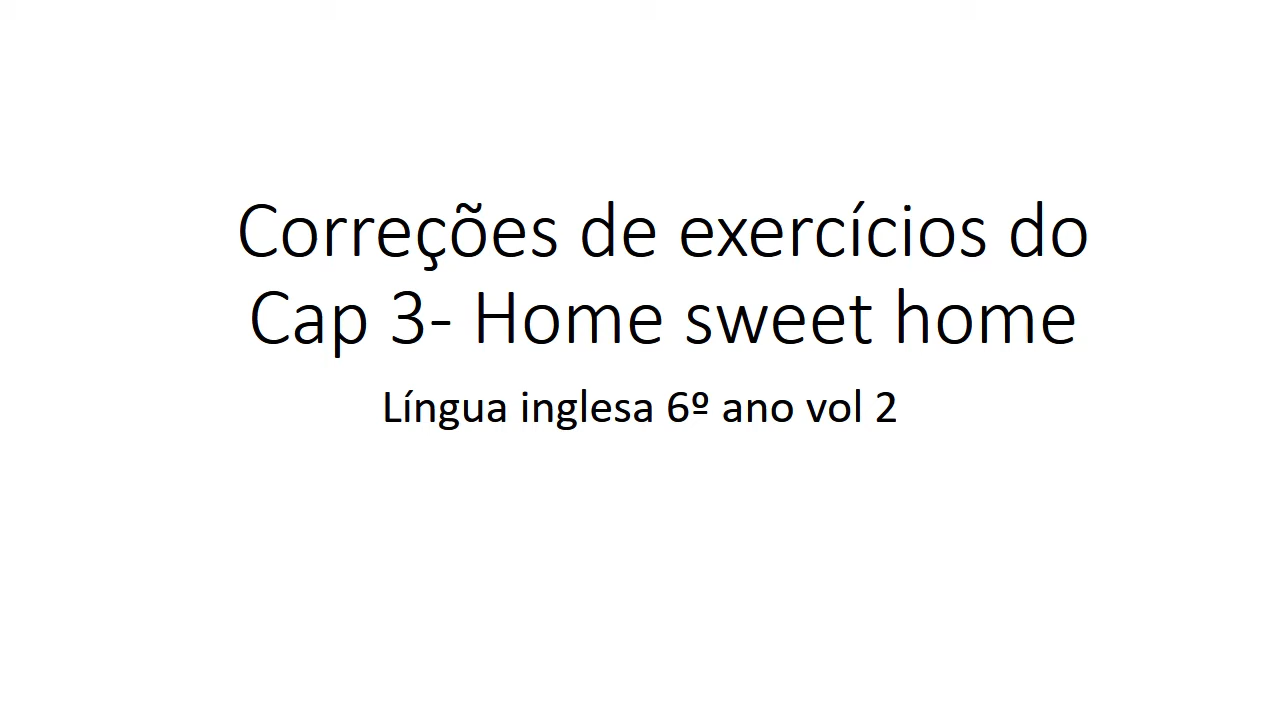 Correções de exercícios do
Cap 3- Home sweet home
Língua inglesa 6º ano vol 2